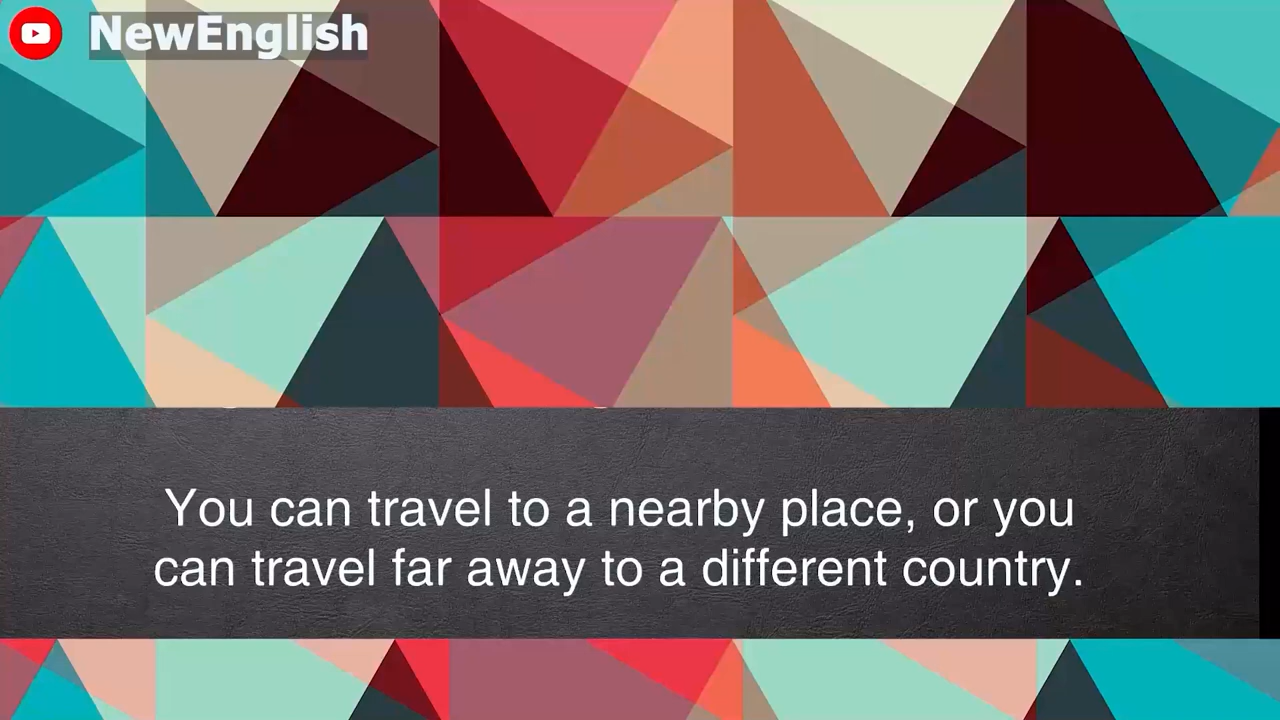 NewEnglish
You can travel to a nearby place, or you
can travel far away to a different country.